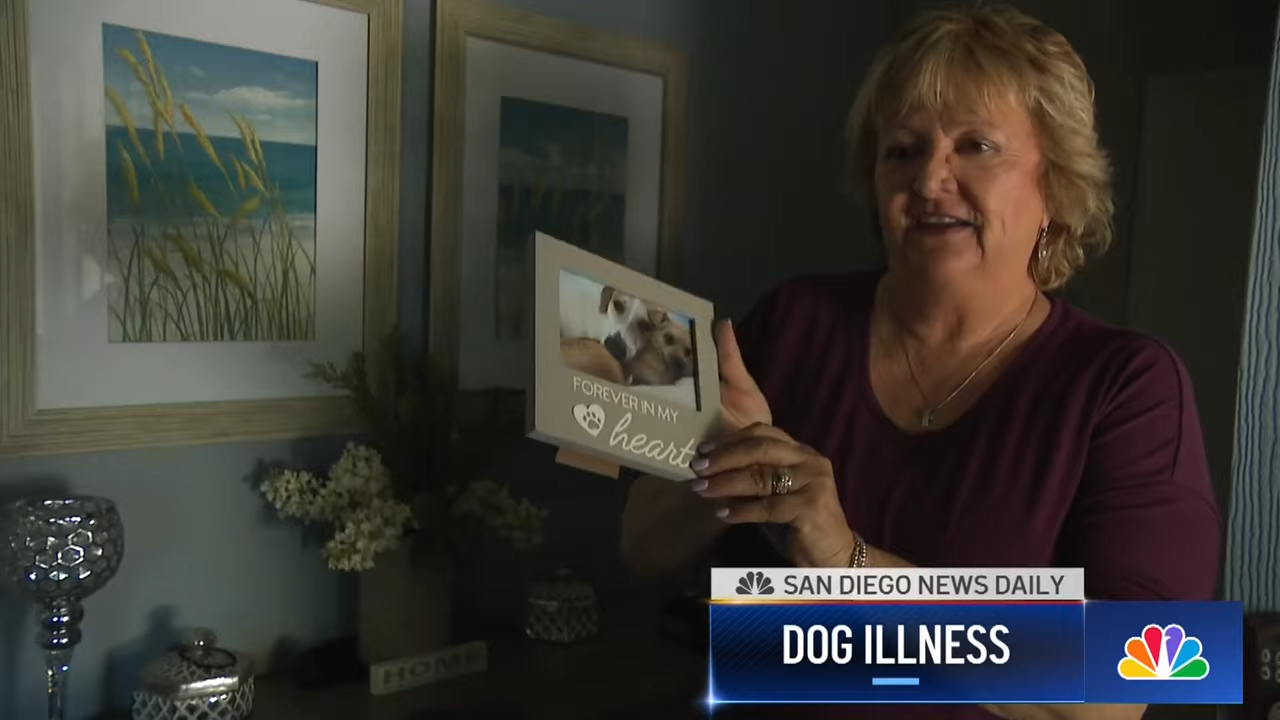 FOREVER IN MY
heart
HOME
SAN DIEGO NEWS DAILY
DOG ILLNESS